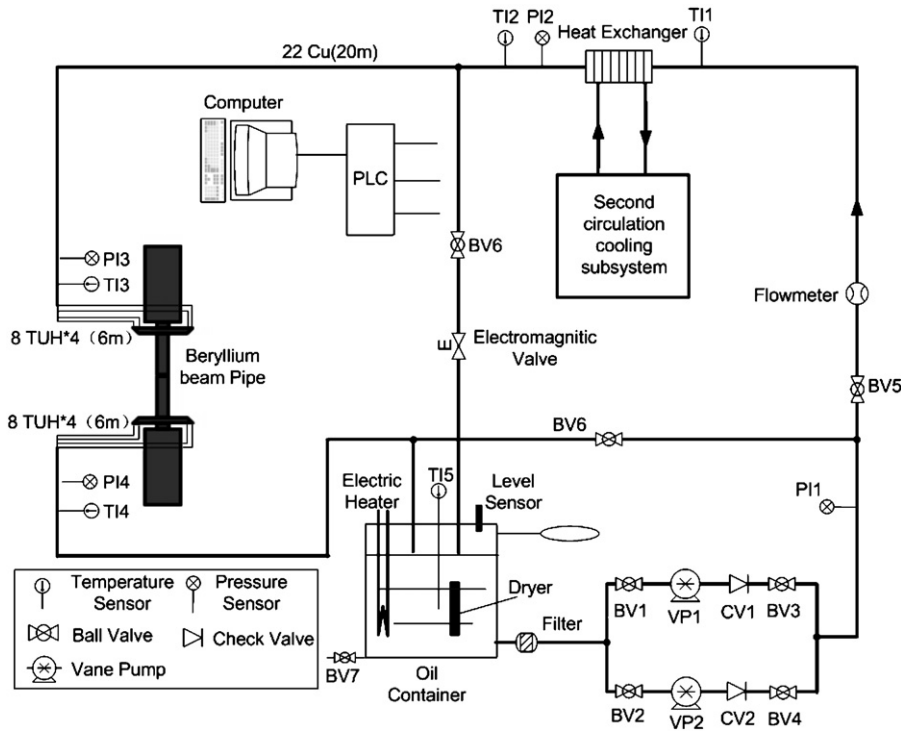 TI2 PI2 Heat Exchanger TI1
22 Cu(20m)
Computer
PLC
Second
circulation
cooling
subsystem
BV6
PI3
TI3
Flowmeter
8 TUH*4（6m）
Beryllium
beam Pipe
E
Electromagnitic
Valve
BV5
8 TUH*4（6m）
BV6
PI4
TI4
Electric
Heater
TI5
Level
Sensor
PI1
Dryer
Filter
BV1 VP1 CV1 BV3
BV7
Oil
Container
BV2 VP2 CV2 BV4
Temperature
Sensor
Pressure
Sensor
Ball Valve
Check Valve
Vane Pump